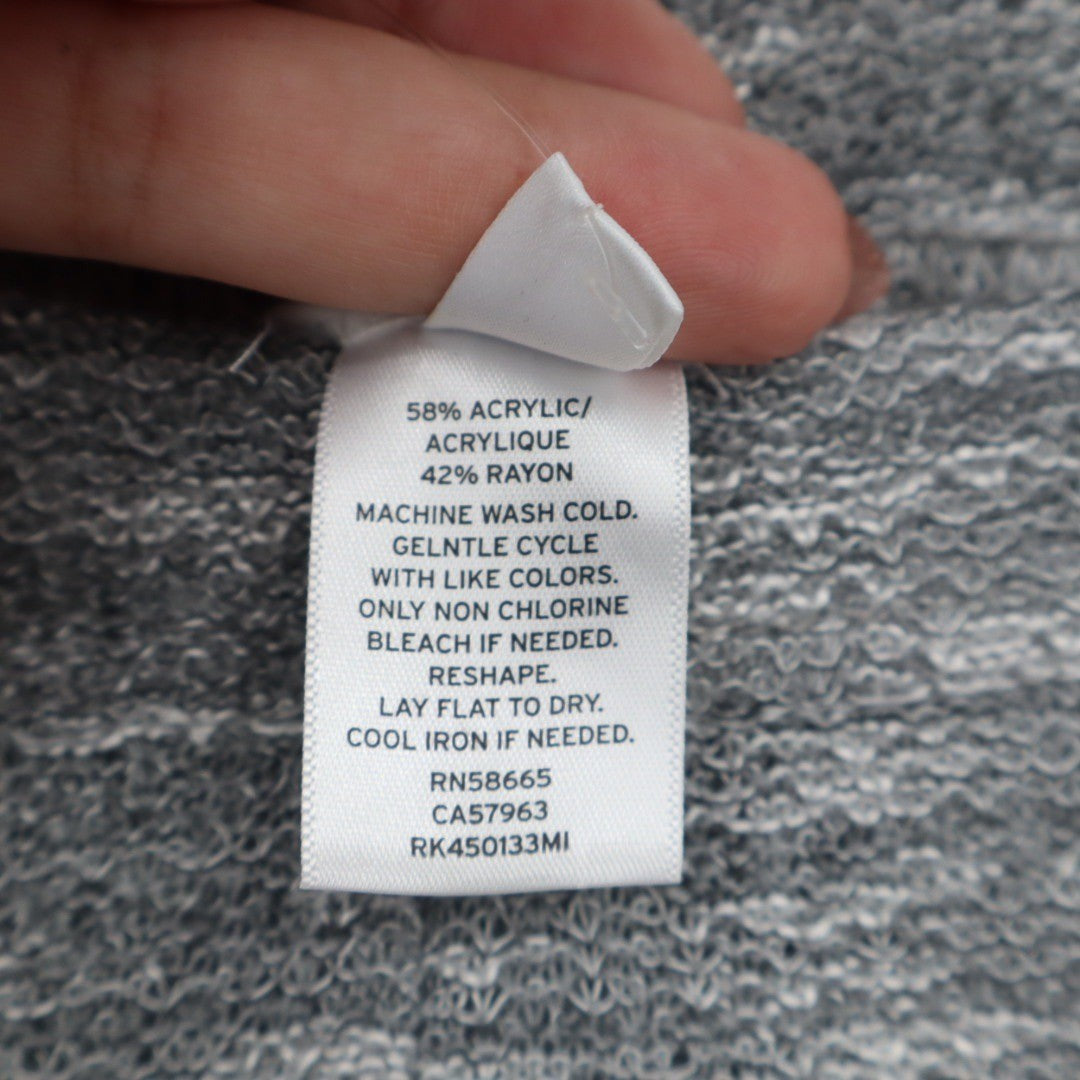 58% ACRYLIC/
ACRYLIQUE
42% RAYON
MACHINE WASH COLD.
GELNTLE CYCLE
WITH LIKE COLORS.
ONLY NON CHLORINE
BLEACH IF NEEDED.
RESHAPE.
LAY FLAT TO DRY.
COOL IRON IF NEEDED.
RN58665
CA57963
RK450133MI